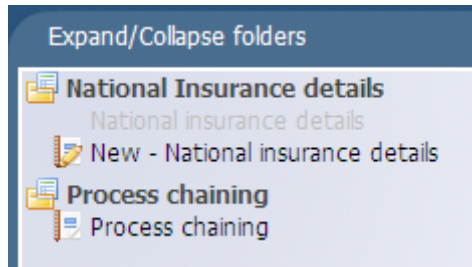 Expand/Collapse folders
National Insurance details
National insurance details
New - National insurance details
Process chaining
Process chaining